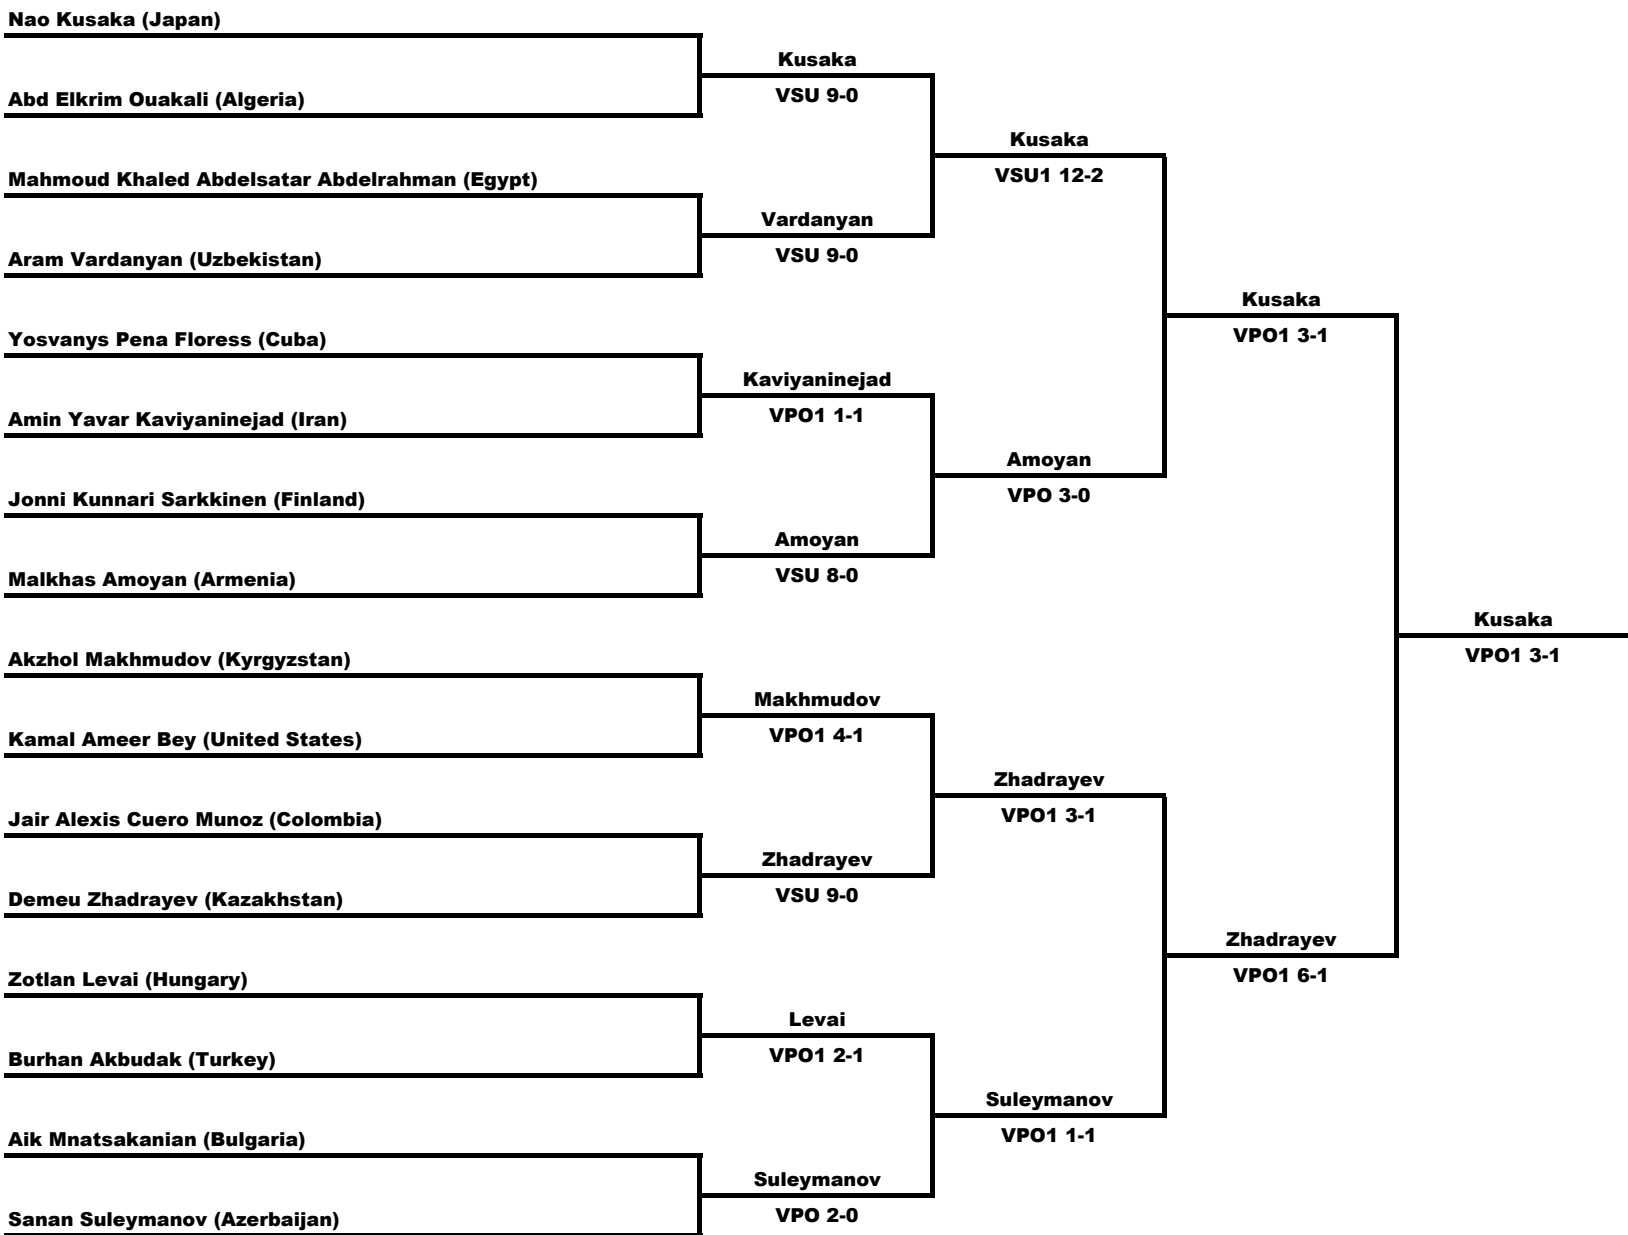 Nao Kusaka (Japan)
Kusaka
VSU 9-0
Abd Elkrim Ouakali (Algeria)
Kusaka
VSU1 12-2
Mahmoud Khaled Abdelsatar Abdelrahman (Egypt)
Vardanyan
VSU 9-0
Aram Vardanyan (Uzbekistan)
Kusaka
VPO1 3-1
Yosvanys Pena Floress (Cuba)
Kaviyaninejad
VPO1 1-1
Amin Yavar Kaviyaninejad (Iran)
Amoyan
VPO 3-0
Jonni Kunnari Sarkkinen (Finland)
Amoyan
VSU 8-0
Malkhas Amoyan (Armenia)
Kusaka
VPO1 3-1
Akzhol Makhmudov (Kyrgyzstan)
Makhmudov
VPO1 4-1
Kamal Ameer Bey (United States)
Zhadrayev
VPO1 3-1
Jair Alexis Cuero Munoz (Colombia)
Zhadrayev
VSU 9-0
Demeu Zhadrayev (Kazakhstan)
Zhadrayev
VPO1 6-1
Zotlan Levai (Hungary)
Levai
VPO1 2-1
Burhan Akbudak (Turkey)
Suleymanov
VPO1 1-1
Aik Mnatsakanian (Bulgaria)
Suleymanov
VPO 2-0
Sanan Suleymanov (Azerbaijan)